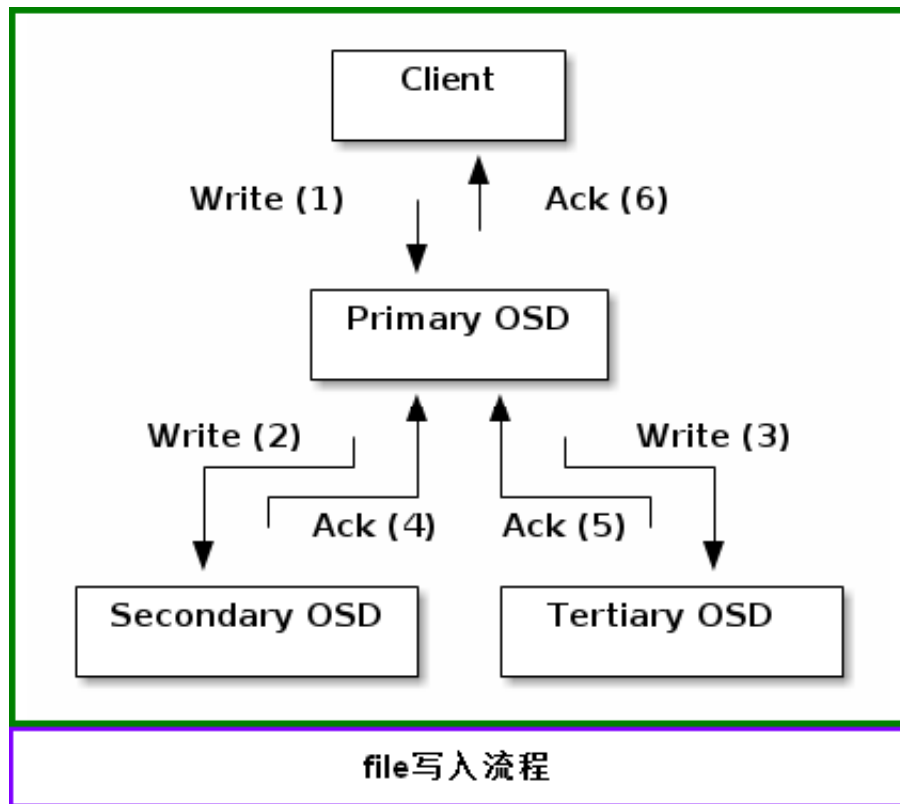 Client
Write (1)
Ack (6)
Primary OSD
Write (2)
Write (3)
Ack (4)
Ack (5)
Secondary OSD
Tertiary OSD
file写入流程